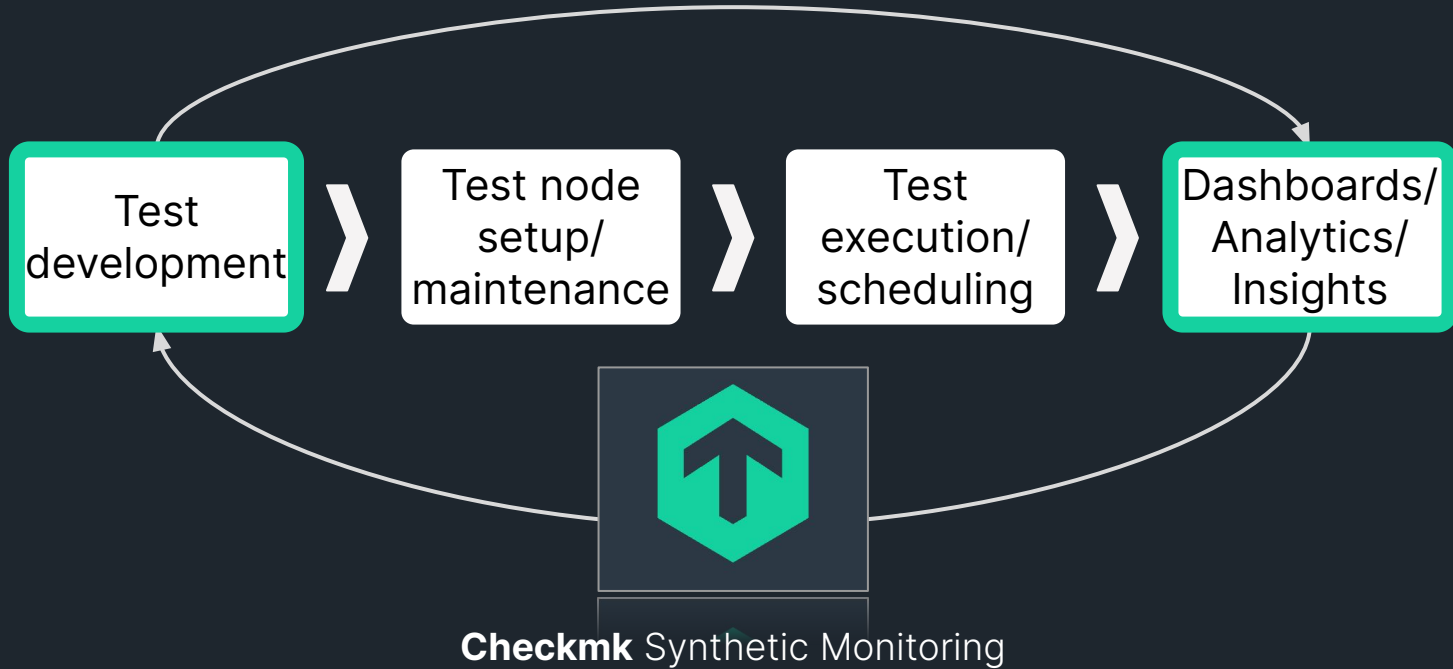 Test
development
Test node
setup/
maintenance
Test
execution/
scheduling
Dashboards/
Analytics/
Insights
Checkmk Synthetic Monitoring